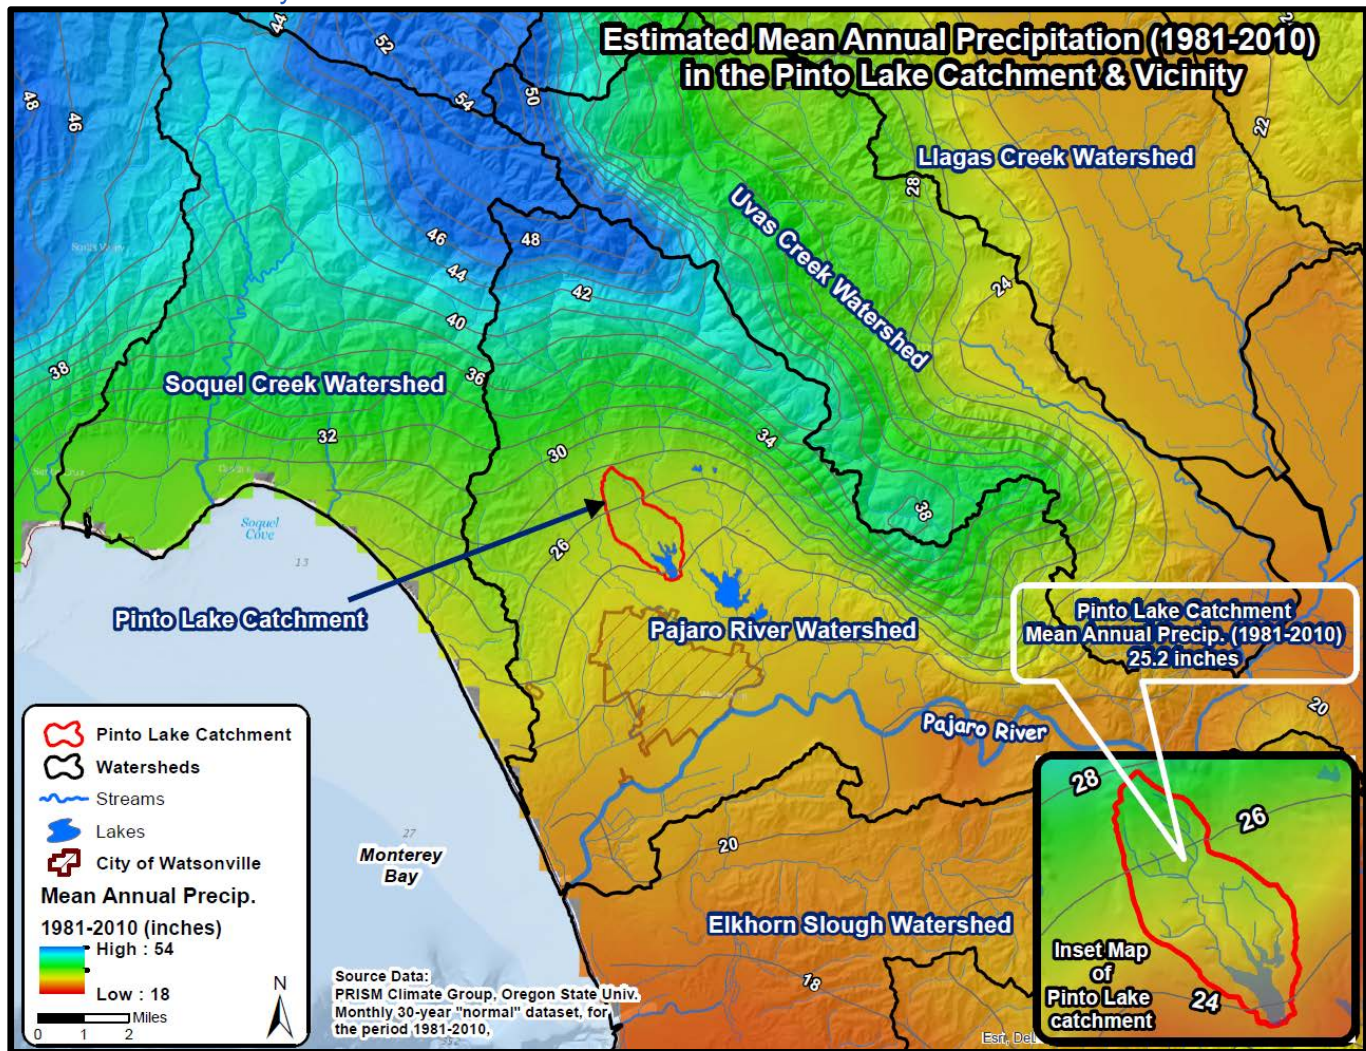 Estimated Mean Annual Precipitation (1981-2010)
in the Pinto Lake Catchment & Vicinity
44
52
54
50
48
46
22
Llagas Creek Watershed
28
Uvas Creek Watershed
46
48
44
42
24
40
38
Soquel Creek Watershed
36
32
30
34
38
26
Soquel
Cove
13
Pinto Lake Catchment
Pajaro River Watershed
Pinto Lake Catchment
Mean Annual Precip. (1981-2010)
25.2 inches
20
Pajaro River
Pinto Lake Catchment
Watersheds
Streams
Lakes
City of Watsonville
Mean Annual Precip.
1981-2010 (inches)
High : 54
Low : 18
Miles
0 1 2
N
27
Monterey
Bay
20
Elkhorn Slough Watershed
18
Source Data:
PRISM Climate Group, Oregon State Univ.
Monthly 30-year "normal" dataset, for
the period 1981-2010,
28
26
24
Inset Map
of
Pinto Lake
catchment
Esri,